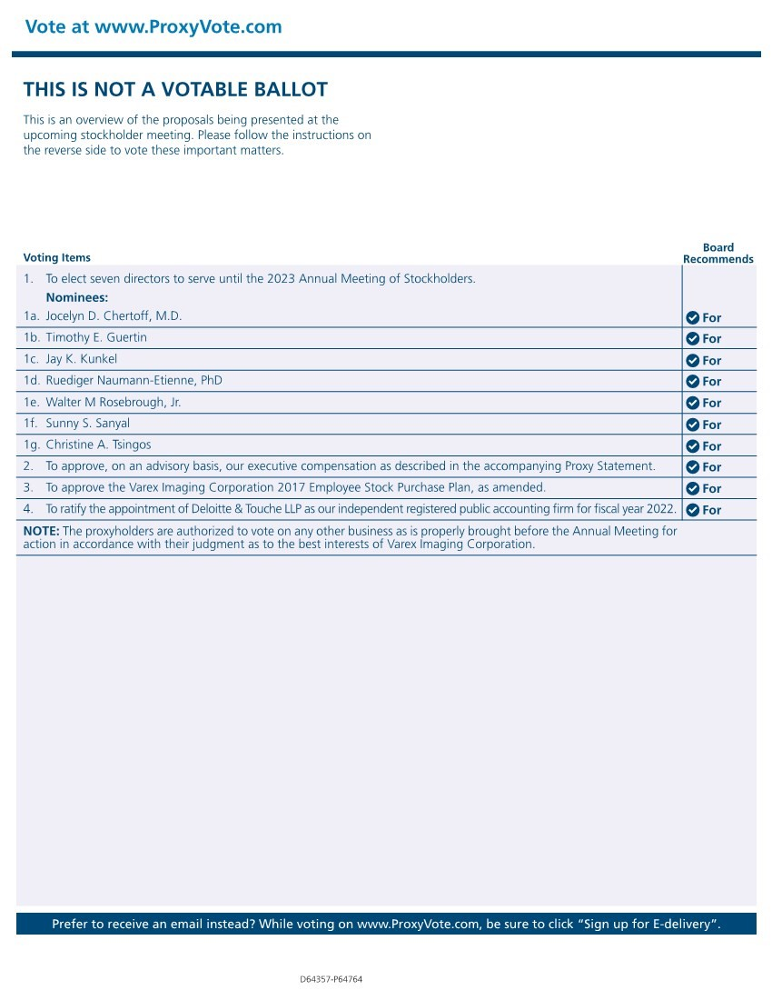 Vote at www.ProxyVote.com
THIS IS NOT A VOTABLE BALLOT
This is an overview of the proposals being presented at the
upcoming stockholder meeting. Please follow the instructions on
the reverse side to vote these important matters.
Voting Items
Board
Recommends
1. To elect seven directors to serve until the 2023 Annual Meeting of Stockholders.
Nominees:
1a. Jocelyn D. Chertoff, M.D. For
1b. Timothy E. Guertin For
1c. Jay K. Kunkel For
1d. Ruediger Naumann-Etienne, PhD For
1e. Walter M Rosebrough, Jr. For
1f. Sunny S. Sanyal For
1g. Christine A. Tsingos For
2. To approve, on an advisory basis, our executive compensation as described in the accompanying Proxy Statement. For
3. To approve the Varex Imaging Corporation 2017 Employee Stock Purchase Plan, as amended. For
4. To ratify the appointment of Deloitte & Touche LLP as our independent registered public accounting firm for fiscal year 2022. For
NOTE: The proxyholders are authorized to vote on any other business as is properly brought before the Annual Meeting for
action in accordance with their judgment as to the best interests of Varex Imaging Corporation.
Prefer to receive an email instead? While voting on www.ProxyVote.com, be sure to click “Sign up for E-delivery”.
D64357-P64764